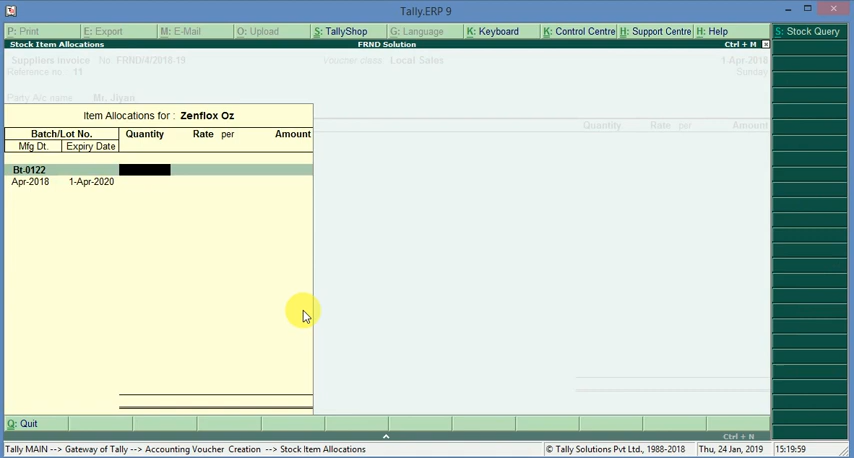 Tally.ERP 9
P: Print E: Export M: E-Mail O: Upload S: TallyShop G: Language K: Keyboard K: Control Centre H: Support Centre H: Help S: Stock Query
Stock Item Allocations FRND Solution Ctrl + M
Suppliers Invoice No. FRND/4/2018-19 Voucher class: Local Sales 1-Apr-2018
Reference no. 11 Sunday
Party A/c name Mr. Jiyan
Item Allocations for : Zenflox Oz
Quantity Rate per Amount
Batch/Lot No. Quantity Rate per Amount
Mfg Dt. Expiry Date
Bt-0122
Apr-2018 1-Apr-2020
Q: Quit
Ctrl + N
Tally MAIN --> Gateway of Tally --> Accounting Voucher Creation --> Stock Item Allocations © Tally Solutions Pvt Ltd., 1988-2018 Thu, 24 Jan, 2019 15:19:59